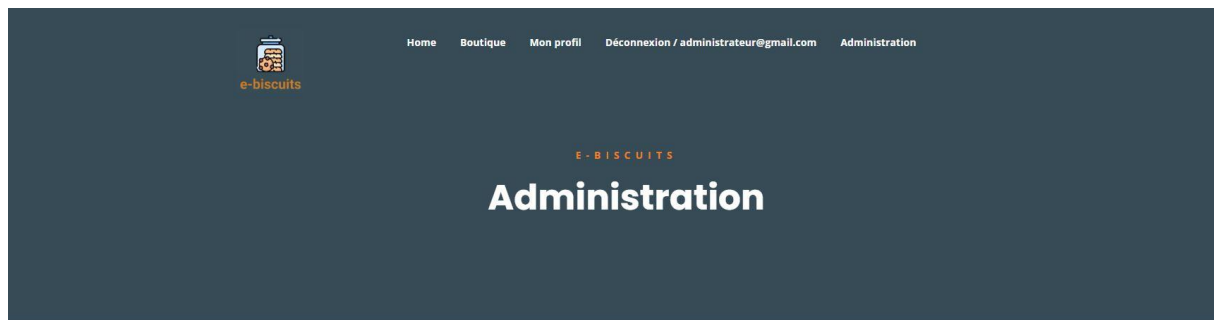 Home Boutique Mon profil Déconnexion / administrateur@gmail.com Administration
e-biscuits
E-BISCUITS
Administration